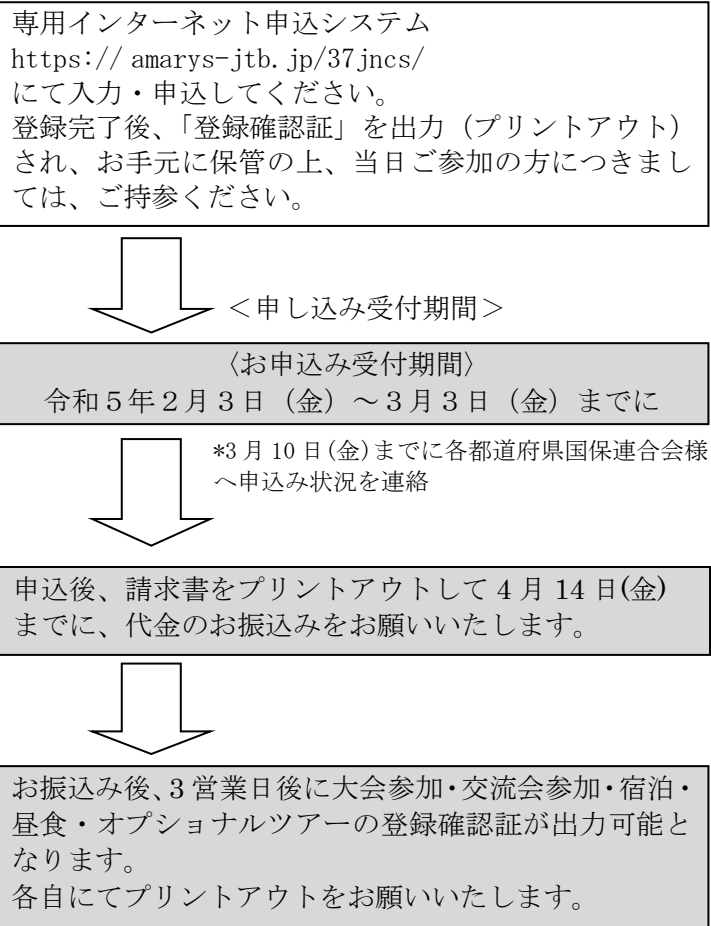 専用インターネット申込システム
https:// amarys-jtb.jp/37jncs/
にて入力・申込してください。
登録完了後、「登録確認証」を出力（プリントアウト）
され、お手元に保管の上、当日ご参加の方につきまし
ては、ご持参ください。
＜申し込み受付期間＞
〈お申込み受付期間〉
令和５年２月３日（金）～３月３日（金）までに
*3月10日(金)までに各都道府県国保連合会様
へ申込み状況を連絡
申込後、請求書をプリントアウトして4月14日(金)
までに、代金のお振込みをお願いいたします。
お振込み後、3営業日後に大会参加・交流会参加・宿泊・
昼食・オプショナルツアーの登録確認証が出力可能と
なります。
各自にてプリントアウトをお願いいたします。